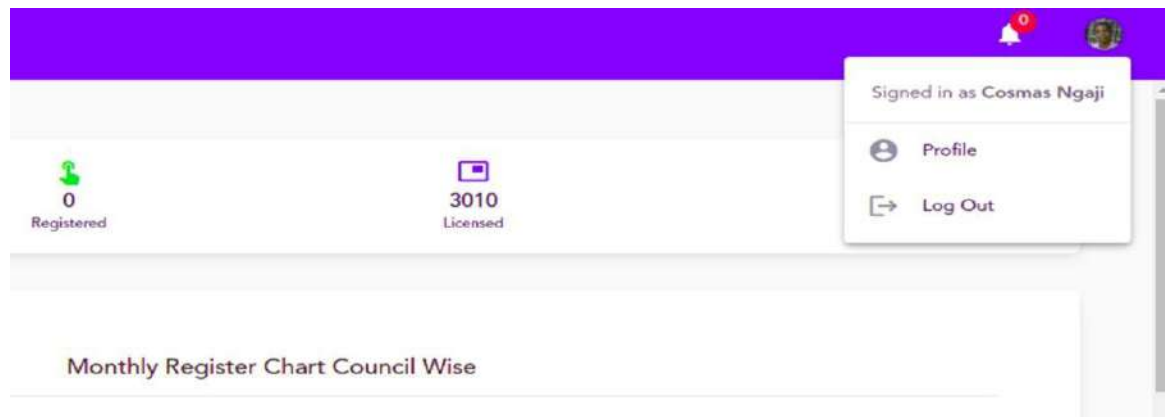 0
Signed in as Cosmas Ngaji
Profile
Log Out
0
Registered
3010
Licensed
Monthly Register Chart Council Wise